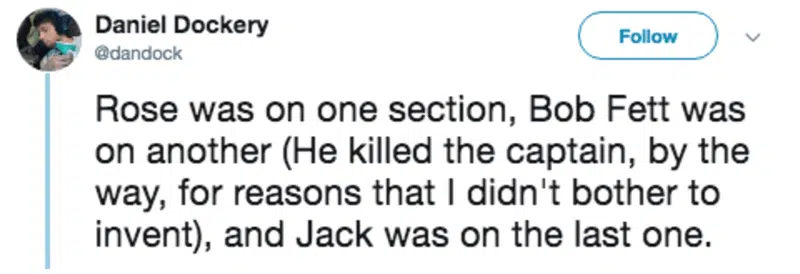 Daniel Dockery
@dandock
Follow
Rose was on one section, Bob Fett was
on another (He killed the captain, by the
way, for reasons that I didn't bother to
invent), and Jack was on the last one.